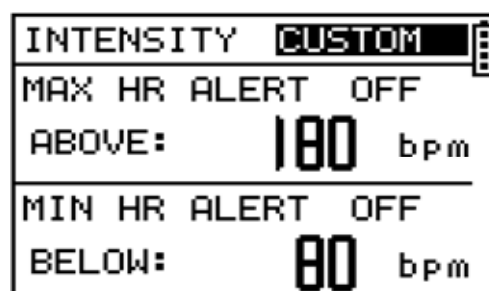 INTENSITY CUSTOM
MAX HR ALERT OFF
ABOVE: 180 bpm
MIN HR ALERT OFF
BELOW: 80 bpm